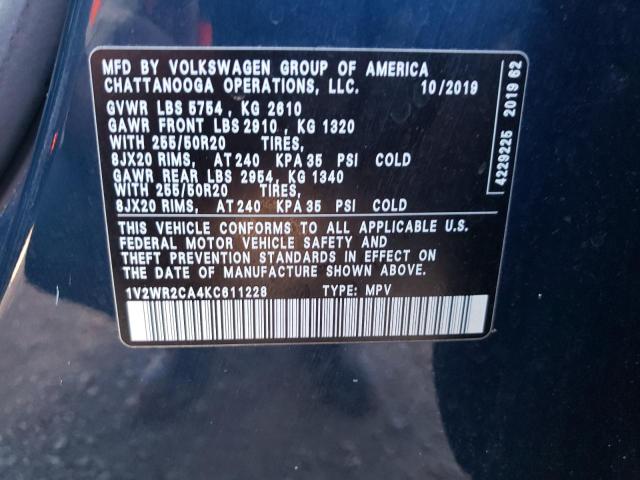 MFD BY VOLKSWAGEN GROUP OF AMERICA
CHATTANOOGA OPERATIONS, LLC. 10/2019
GVWR LBS 5754 , KG 2610
GAWR FRONT LBS 2910 , KG 1320
WITH 255/50R20 TIRES,
8JX20 RIMS, AT 240 KPA 35 PSI COLD
GAWR REAR LBS 2954, KG 1340
WITH 255/50R20 TIRES,
8JX20 RIMS, AT 240 KPA 35 PSI COLD
THIS VEHICLE CONFORMS TO ALL APPLICABLE U.S.
FEDERAL MOTOR VEHICLE SAFETY AND
THEFT PREVENTION STANDARDS IN EFFECT ON
THE DATE OF MANUFACTURE SHOWN ABOVE.
1V2WR2CA4KC611228 TYPE: MPV
4229225 2019 62